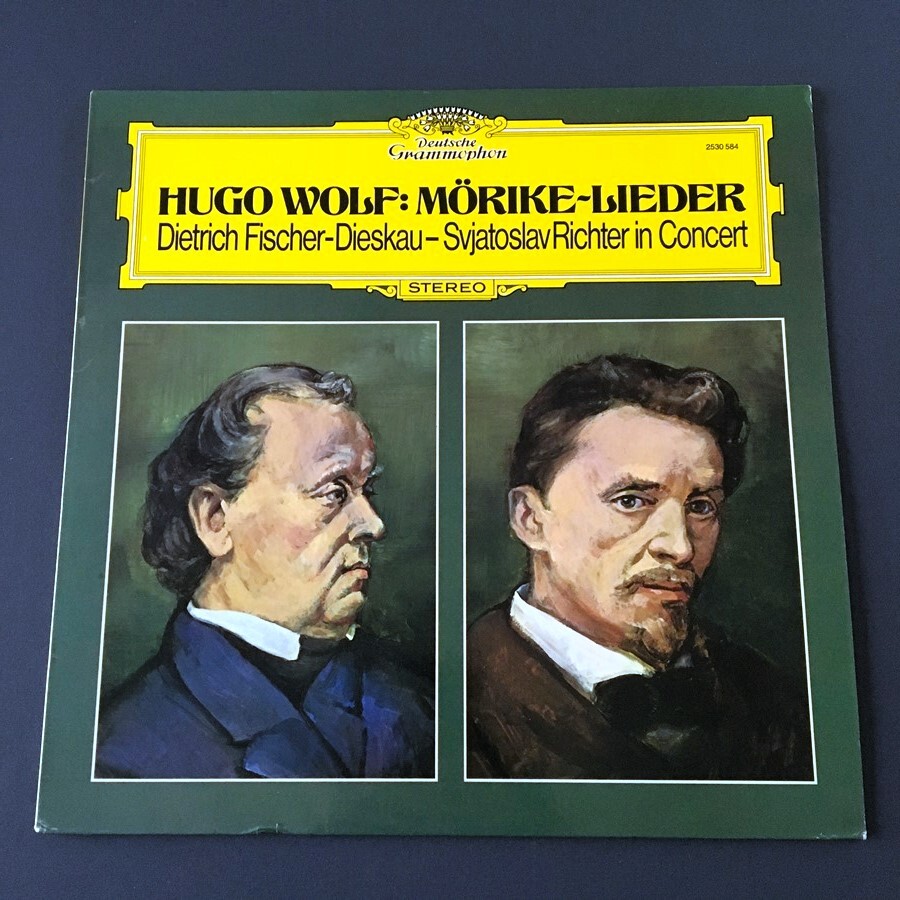 Deutsche
Grammophon
2530 584
HUGO WOLF: MÖRIKE-LIEDER
Dietrich Fischer-Dieskau – Svjatoslav Richter in Concert
STEREO